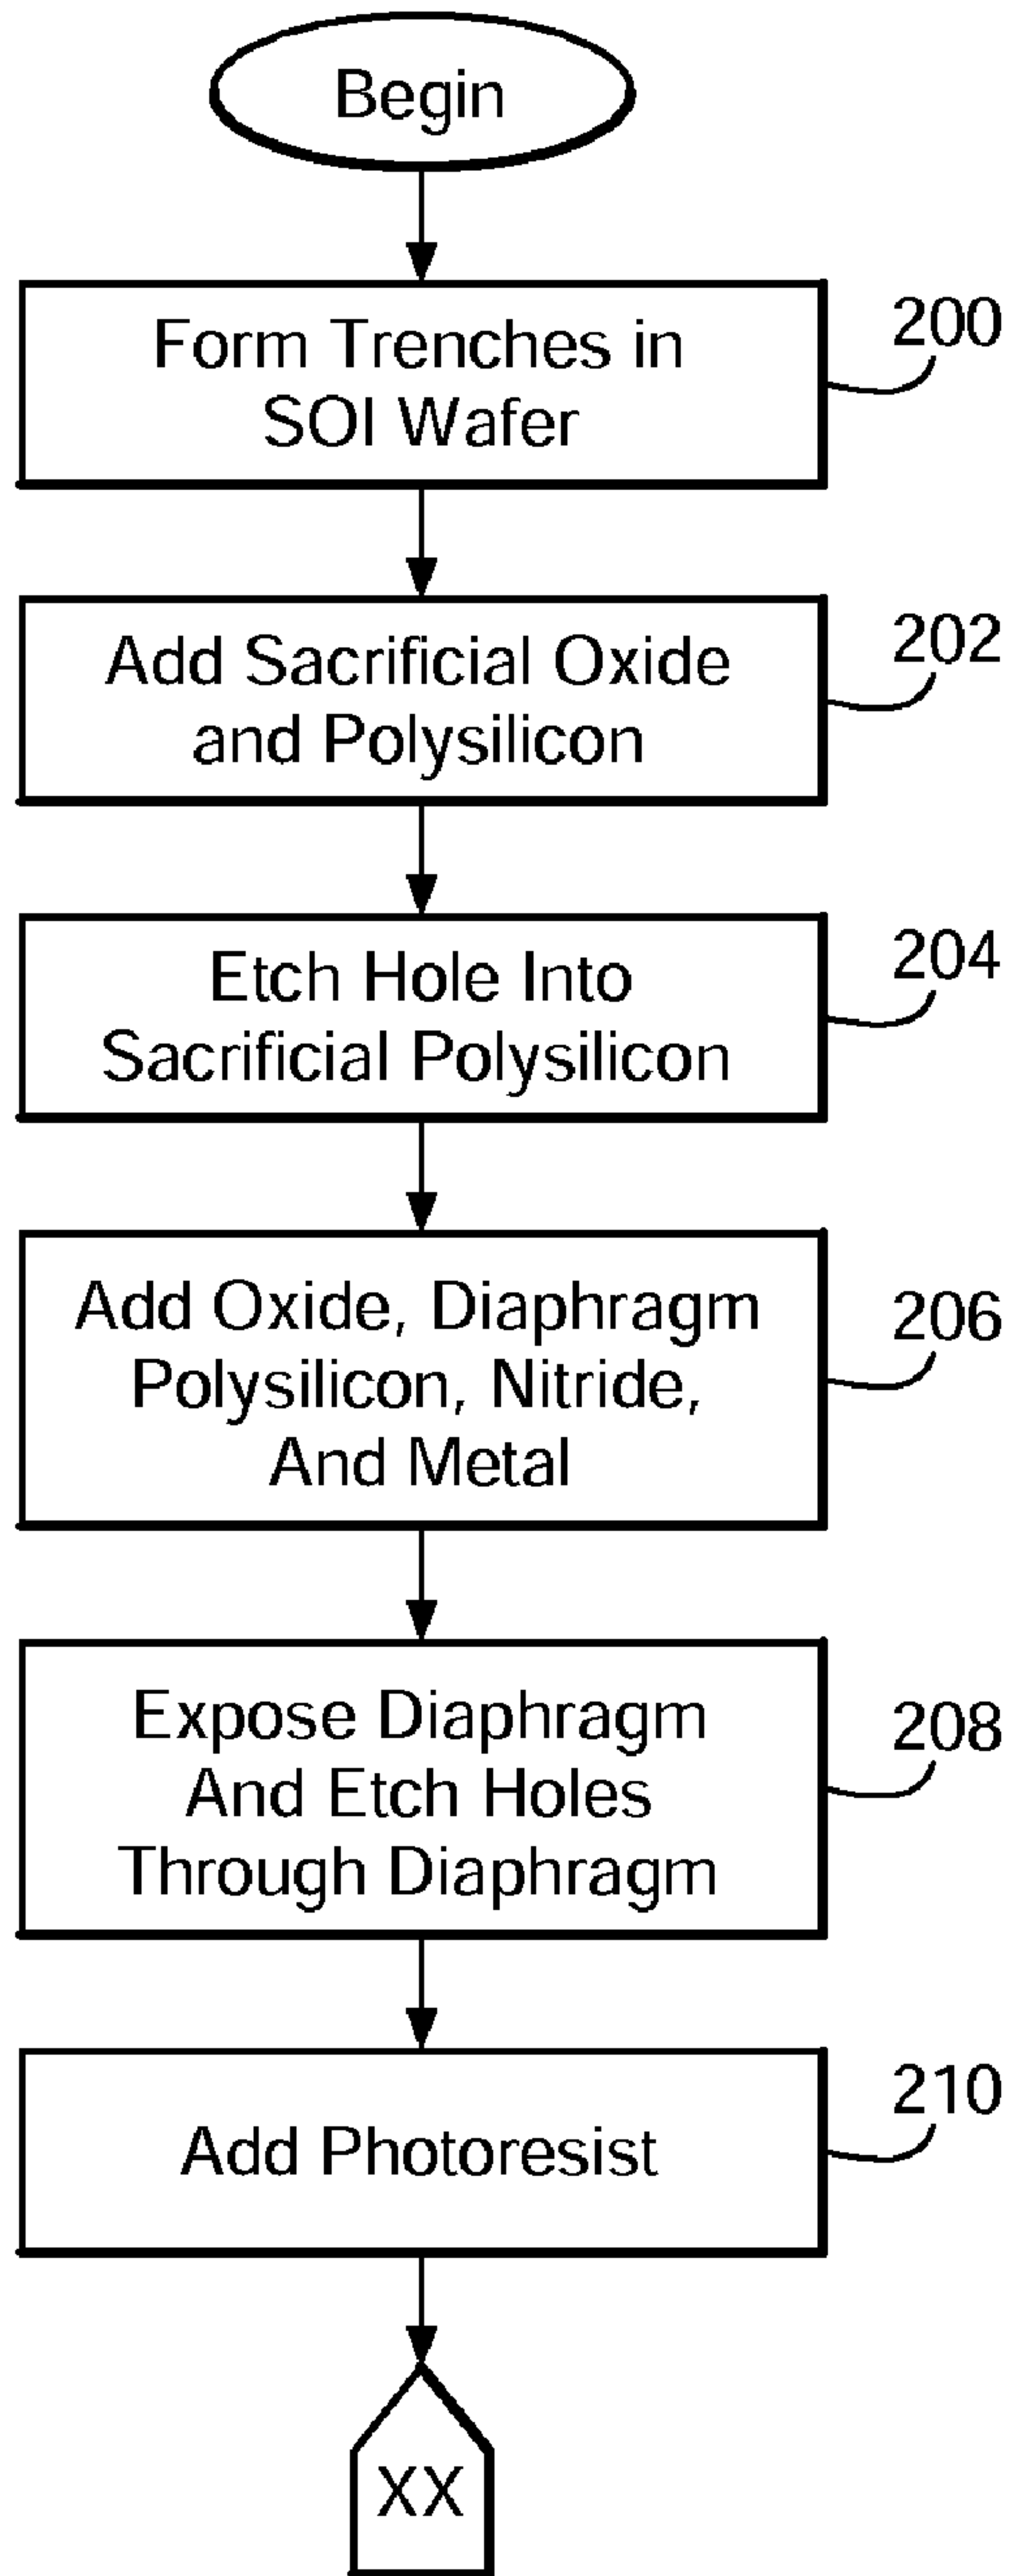 Begin
Form Trenches in
SOI Wafer
200
Add Sacrificial Oxide
and Polysilicon
202
Etch Hole Into
Sacrificial Polysilicon
204
Add Oxide, Diaphragm
Polysilicon, Nitride,
And Metal
206
Expose Diaphragm
And Etch Holes
Through Diaphragm
208
Add Photoresist
210
XX